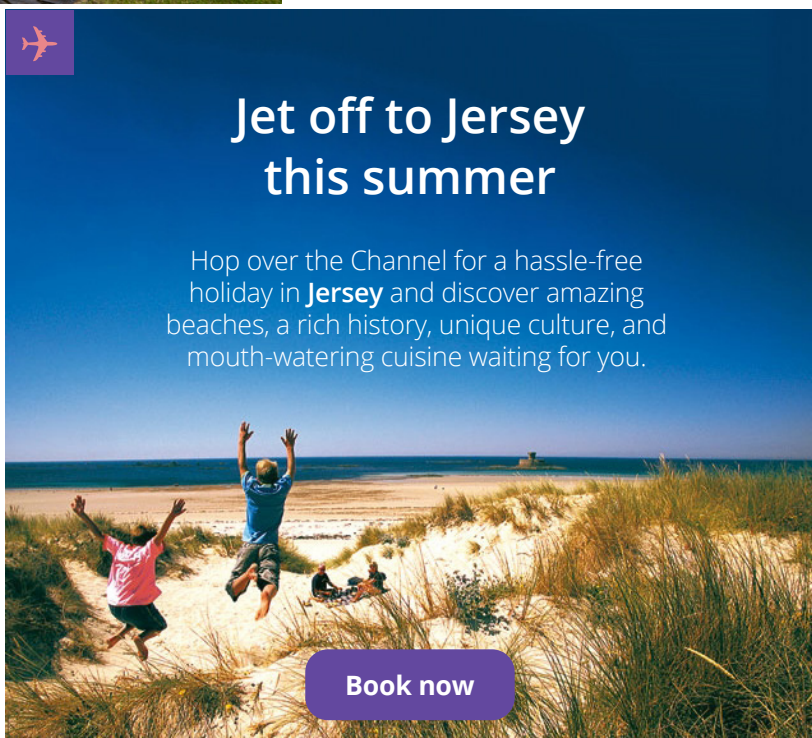 Jet off to Jersey
this summer
Hop over the Channel for a hassle-free
holiday in Jersey and discover amazing
beaches, a rich history, unique culture, and
mouth-watering cuisine waiting for you.
Book now